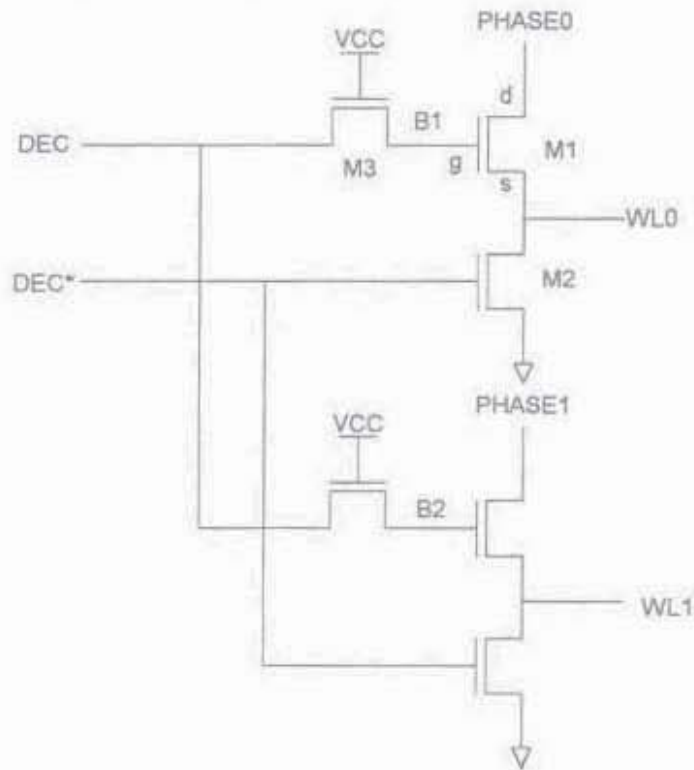 PHASE0
VCC
d
DEC
B1
g
M1
M3
s
WL0
DEC*
M2
PHASE1
VCC
B2
WL1